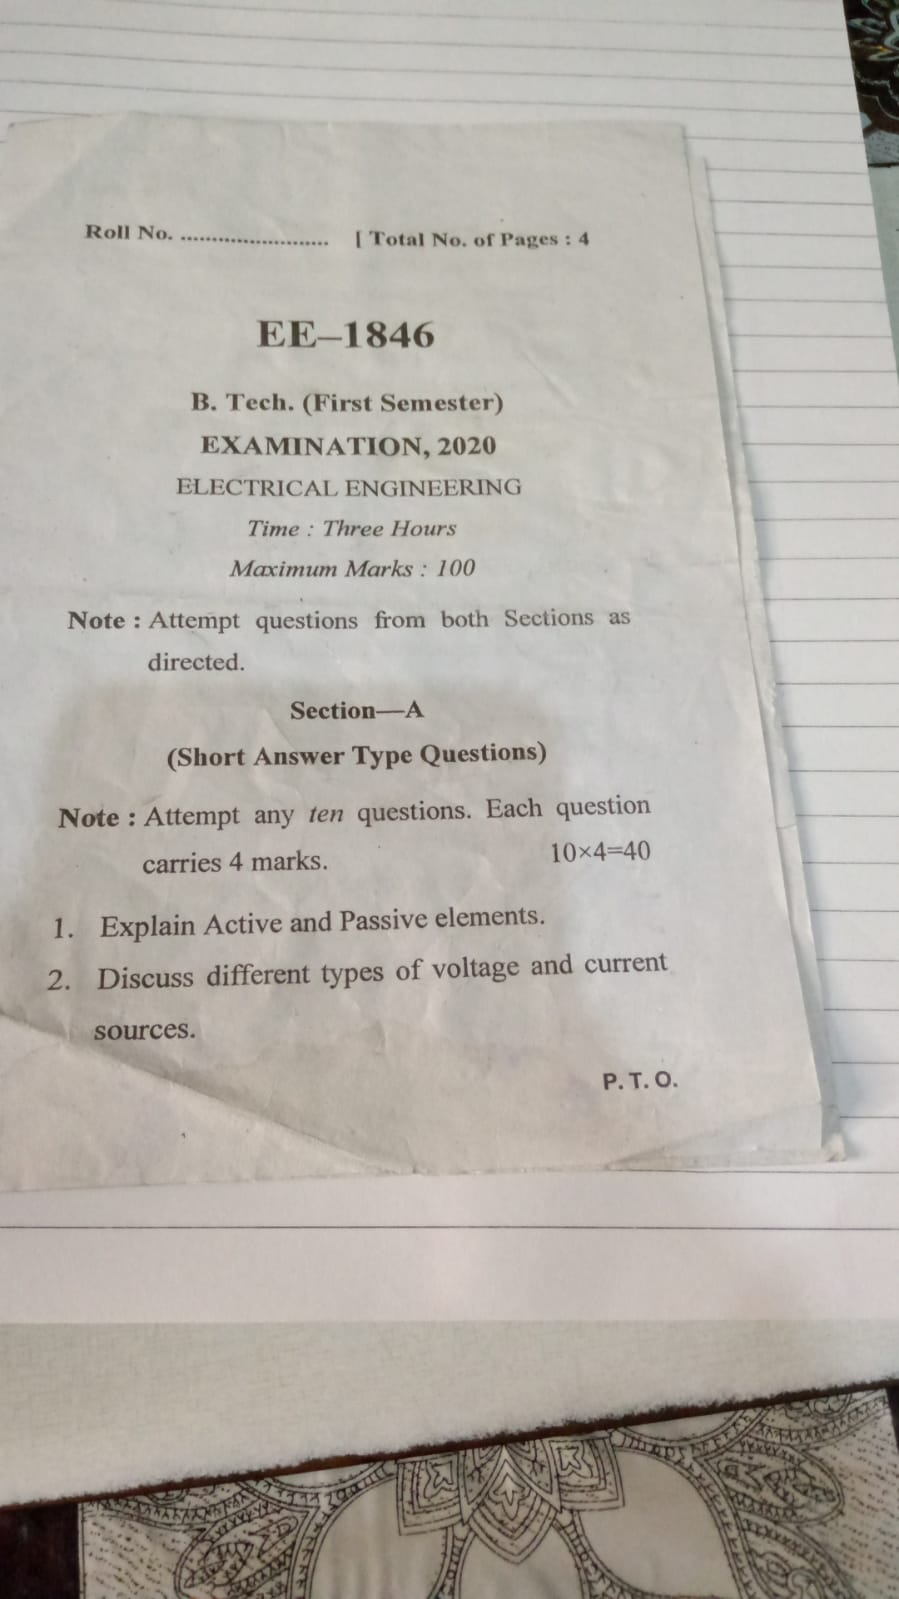 Roll No. ........................ [ Total No. of Pages : 4
EE–1846
B. Tech. (First Semester)
EXAMINATION, 2020
ELECTRICAL ENGINEERING
Time : Three Hours
Maximum Marks : 100
Note : Attempt questions from both Sections as
directed.
Section—A
(Short Answer Type Questions)
Note : Attempt any ten questions. Each question
carries 4 marks. 10×4=40
1. Explain Active and Passive elements.
2. Discuss different types of voltage and current
sources.
P. T. O.